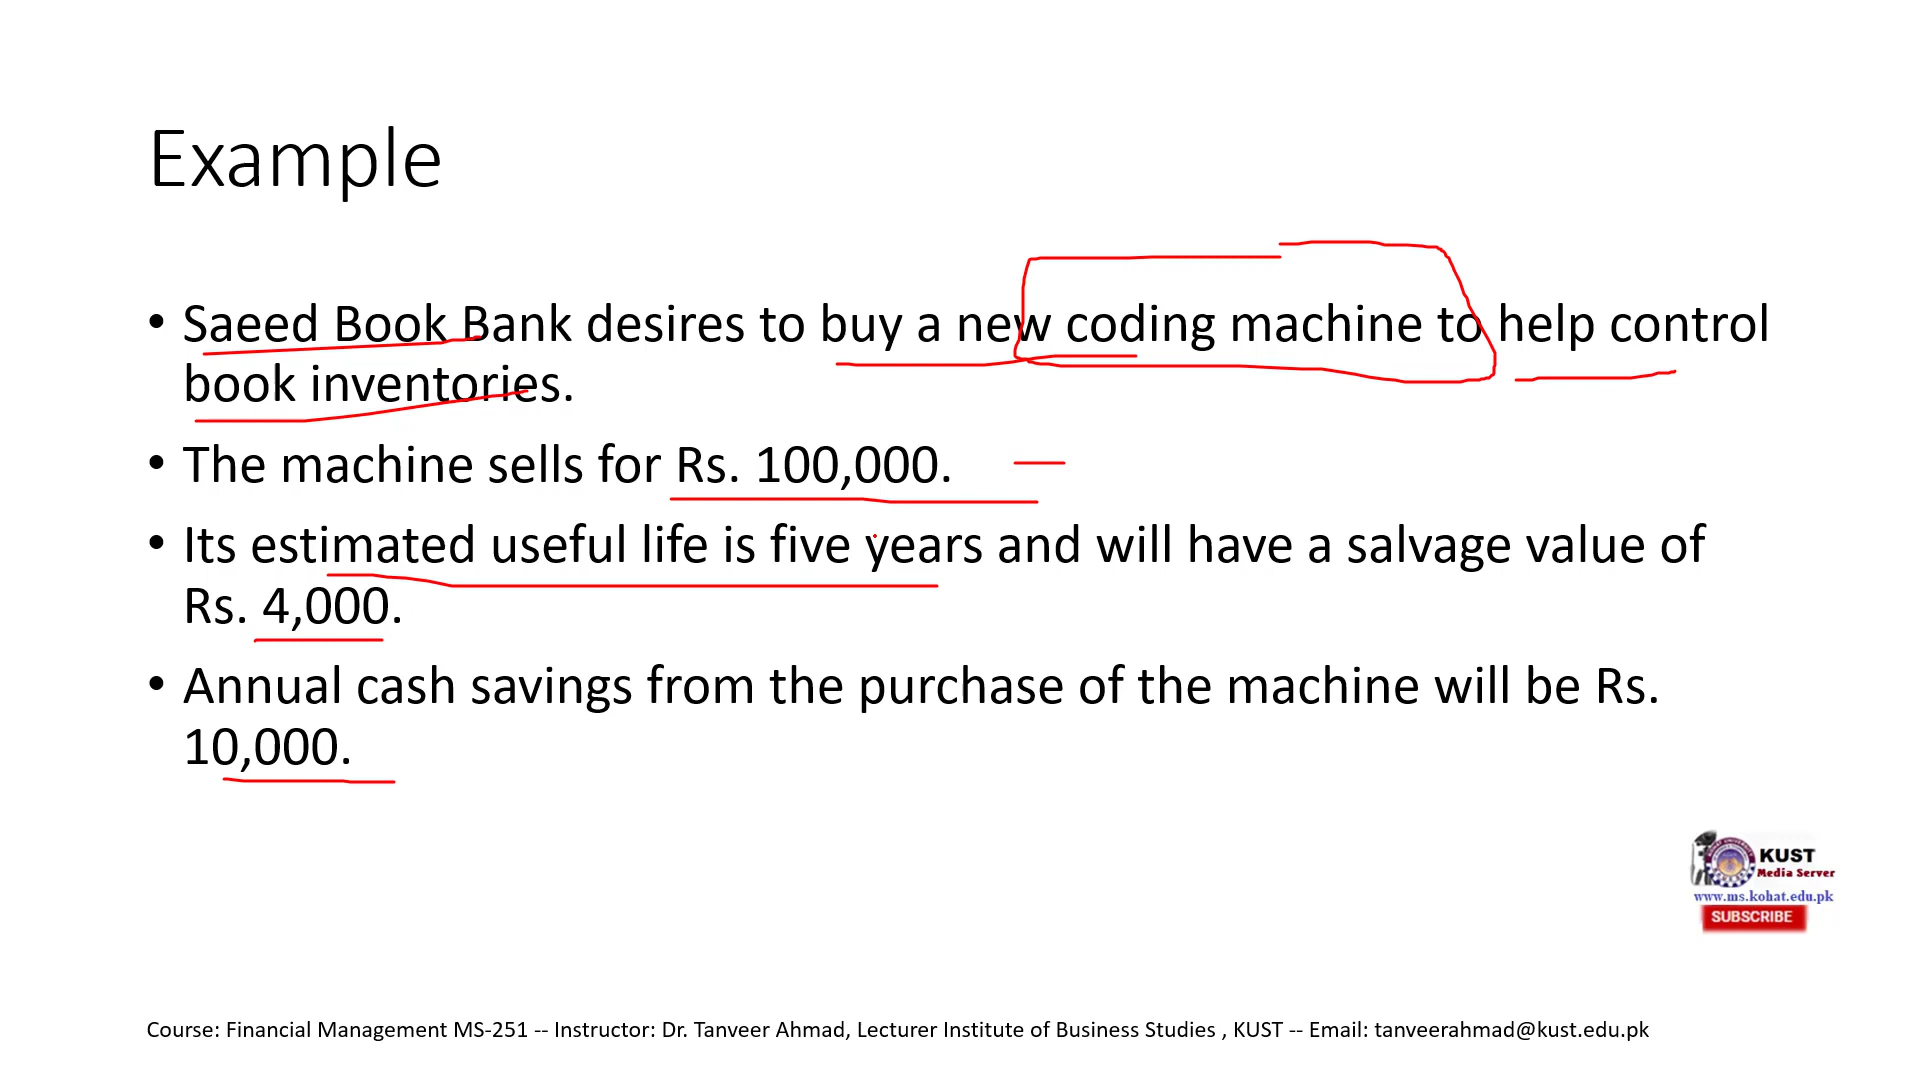 Example
• Saeed Book Bank desires to buy a new coding machine to help control
book inventories.
• The machine sells for Rs. 100,000.
• Its estimated useful life is five years and will have a salvage value of
Rs. 4,000.
• Annual cash savings from the purchase of the machine will be Rs.
10,000.
KUST
Media Server
www.ms.kohat.edu.pk
SUBSCRIBE
Course: Financial Management MS-251 -- Instructor: Dr. Tanveer Ahmad, Lecturer Institute of Business Studies , KUST -- Email: tanveerahmad@kust.edu.pk